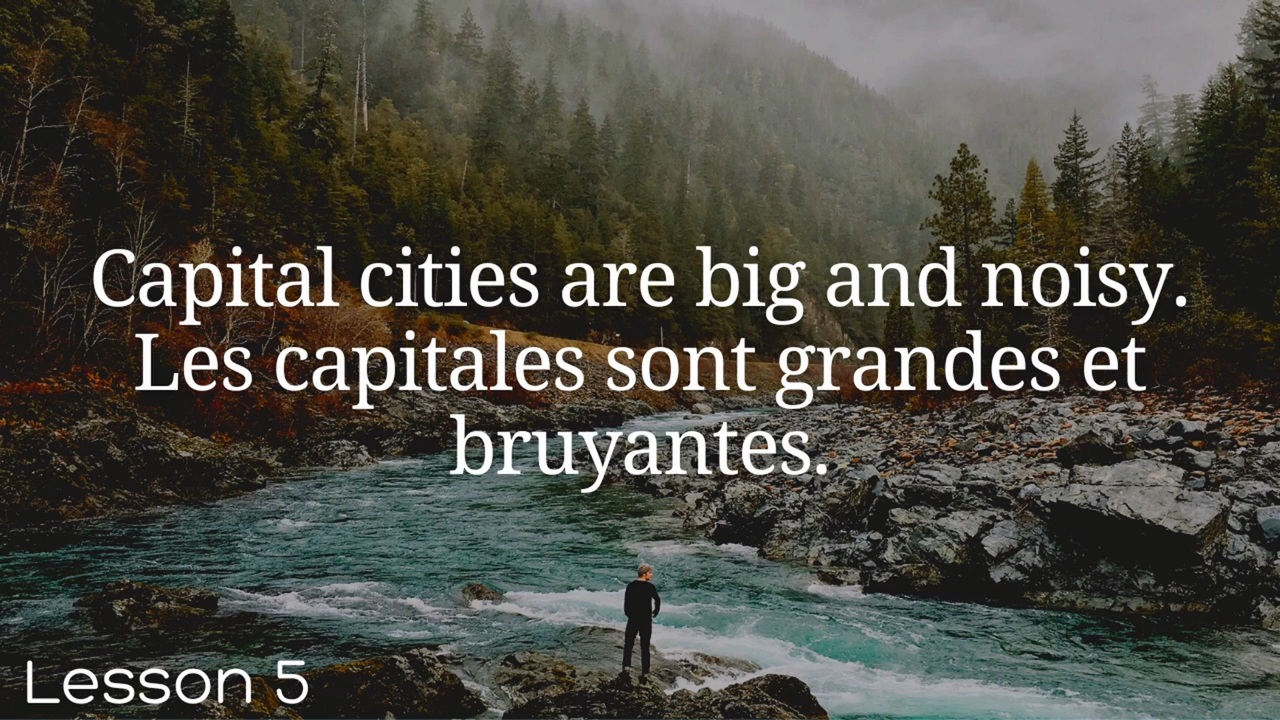 Capital cities are big and noisy.
Les capitales sont grandes et
bruyantes.
Lesson 5